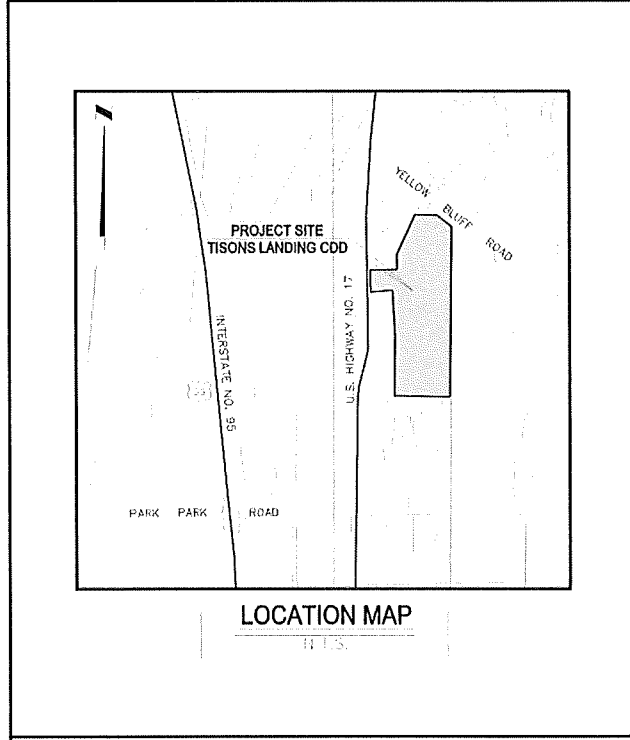 YELLOW BLUFF ROAD
PROJECT SITE
TISONS LANDING CDD
U.S. HIGHWAY NO. 17
INTERSTATE NO. 95
PARK PARK ROAD
LOCATION MAP
N.T.S.